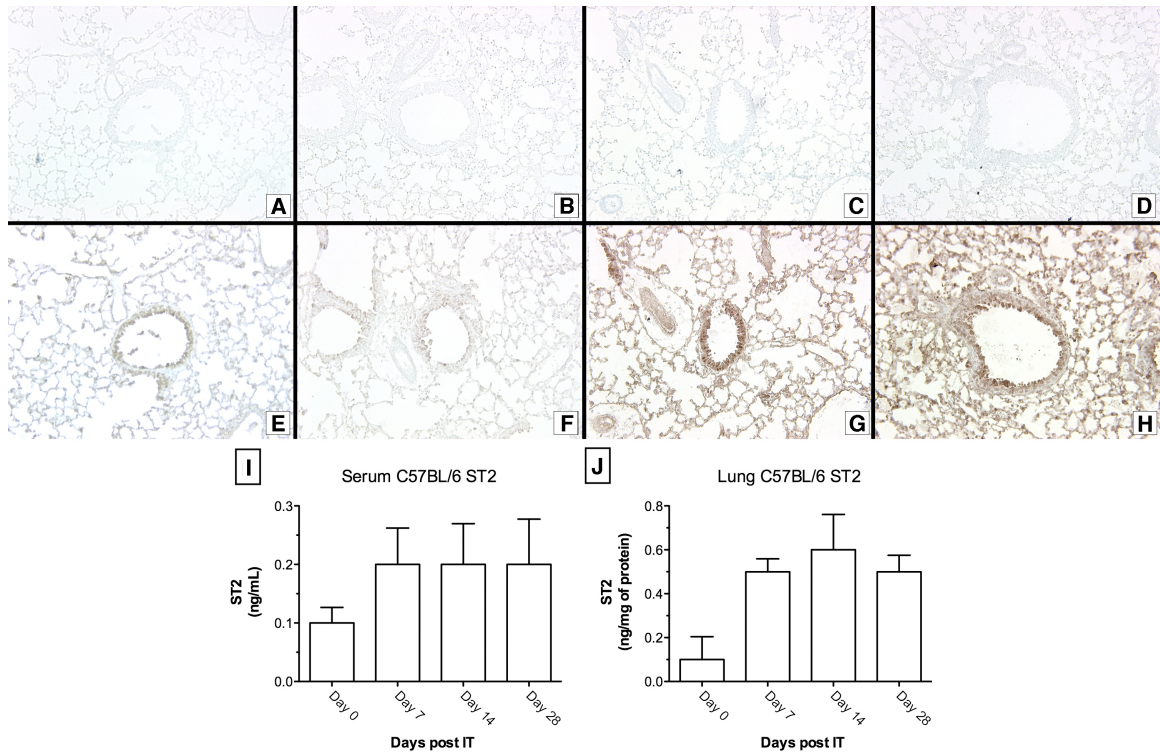 A
B
C
D
E
F
G
H
I
Serum C57BL/6 ST2
ST2
(ng/mL)
0.3
0.2
0.1
0.0
Day 0
Day 7
Day 14
Day 28
Days post IT
J
Lung C57BL/6 ST2
ST2
(ng/mg of protein)
0.8
0.6
0.4
0.2
0.0
Day 0
Day 7
Day 14
Day 28
Days post IT